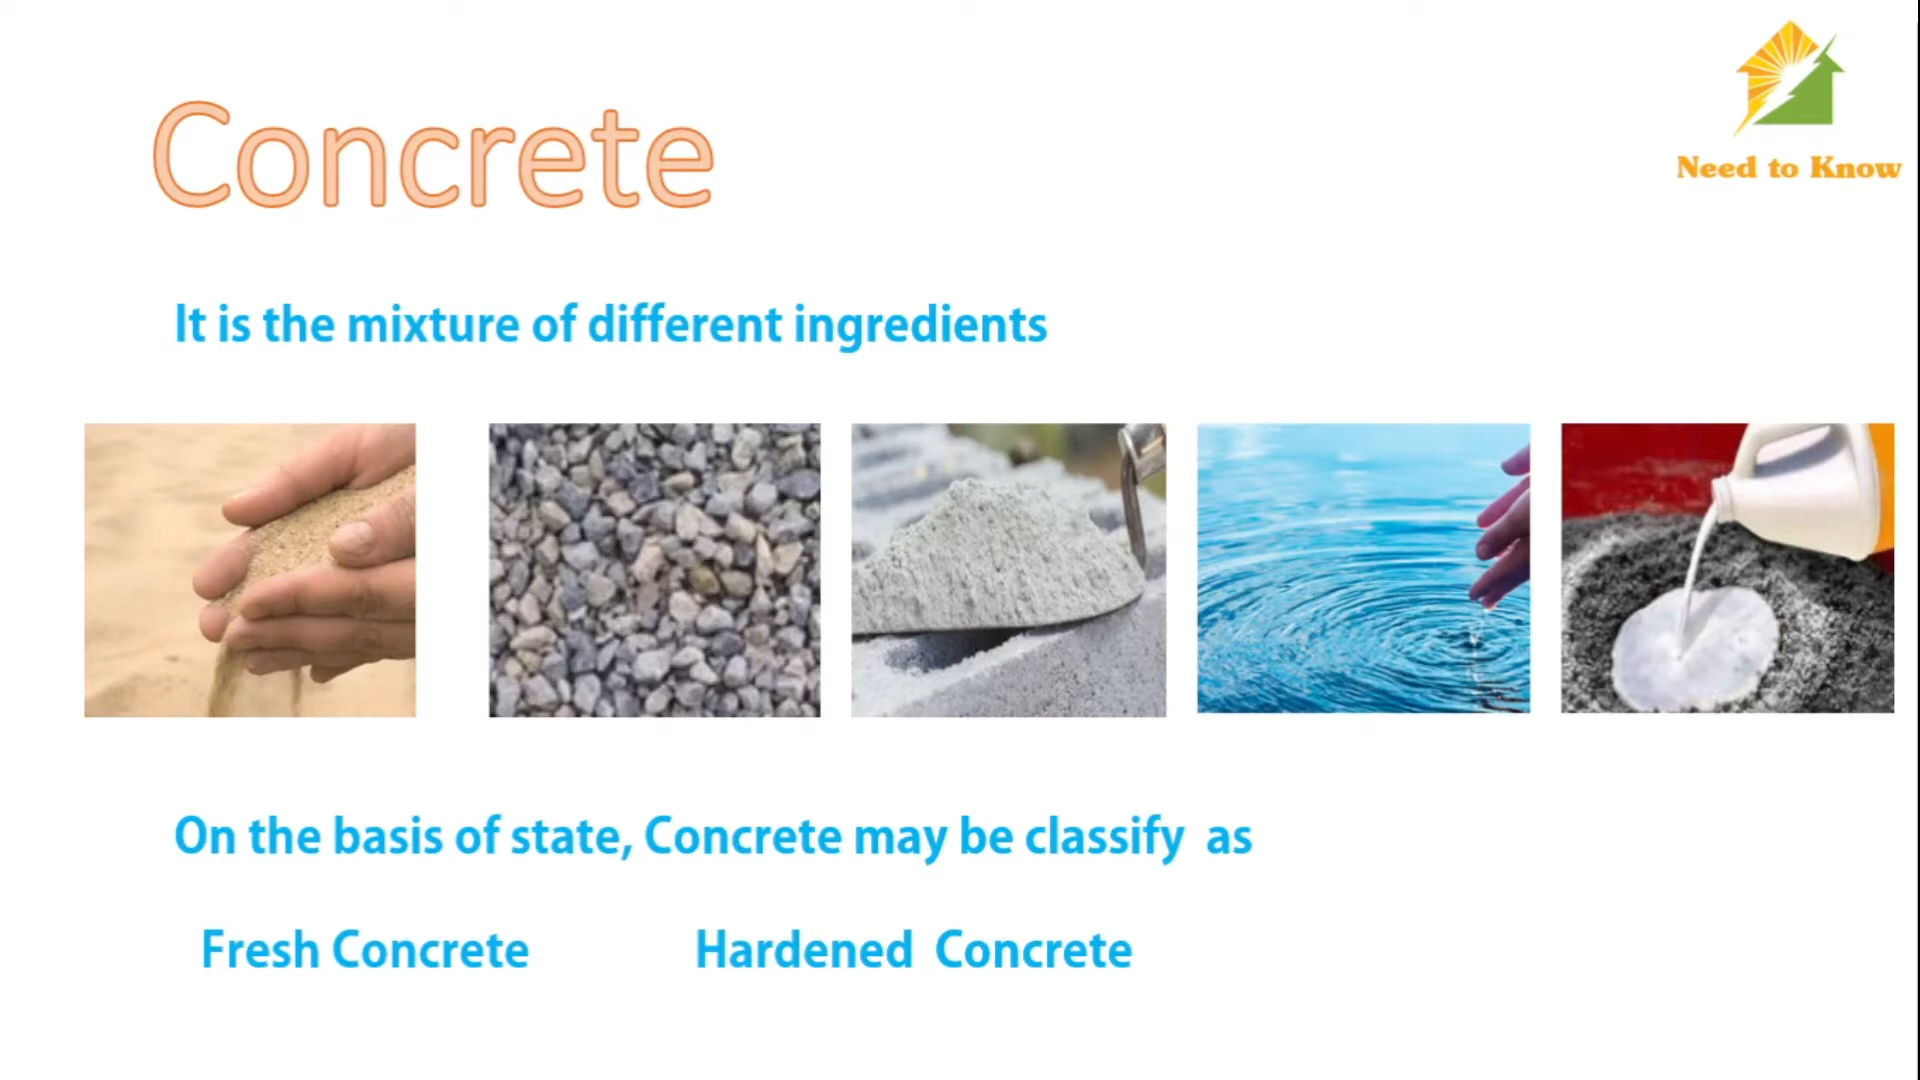 Need to Know
Concrete
It is the mixture of different ingredients
On the basis of state, Concrete may be classify as
Fresh Concrete Hardened Concrete